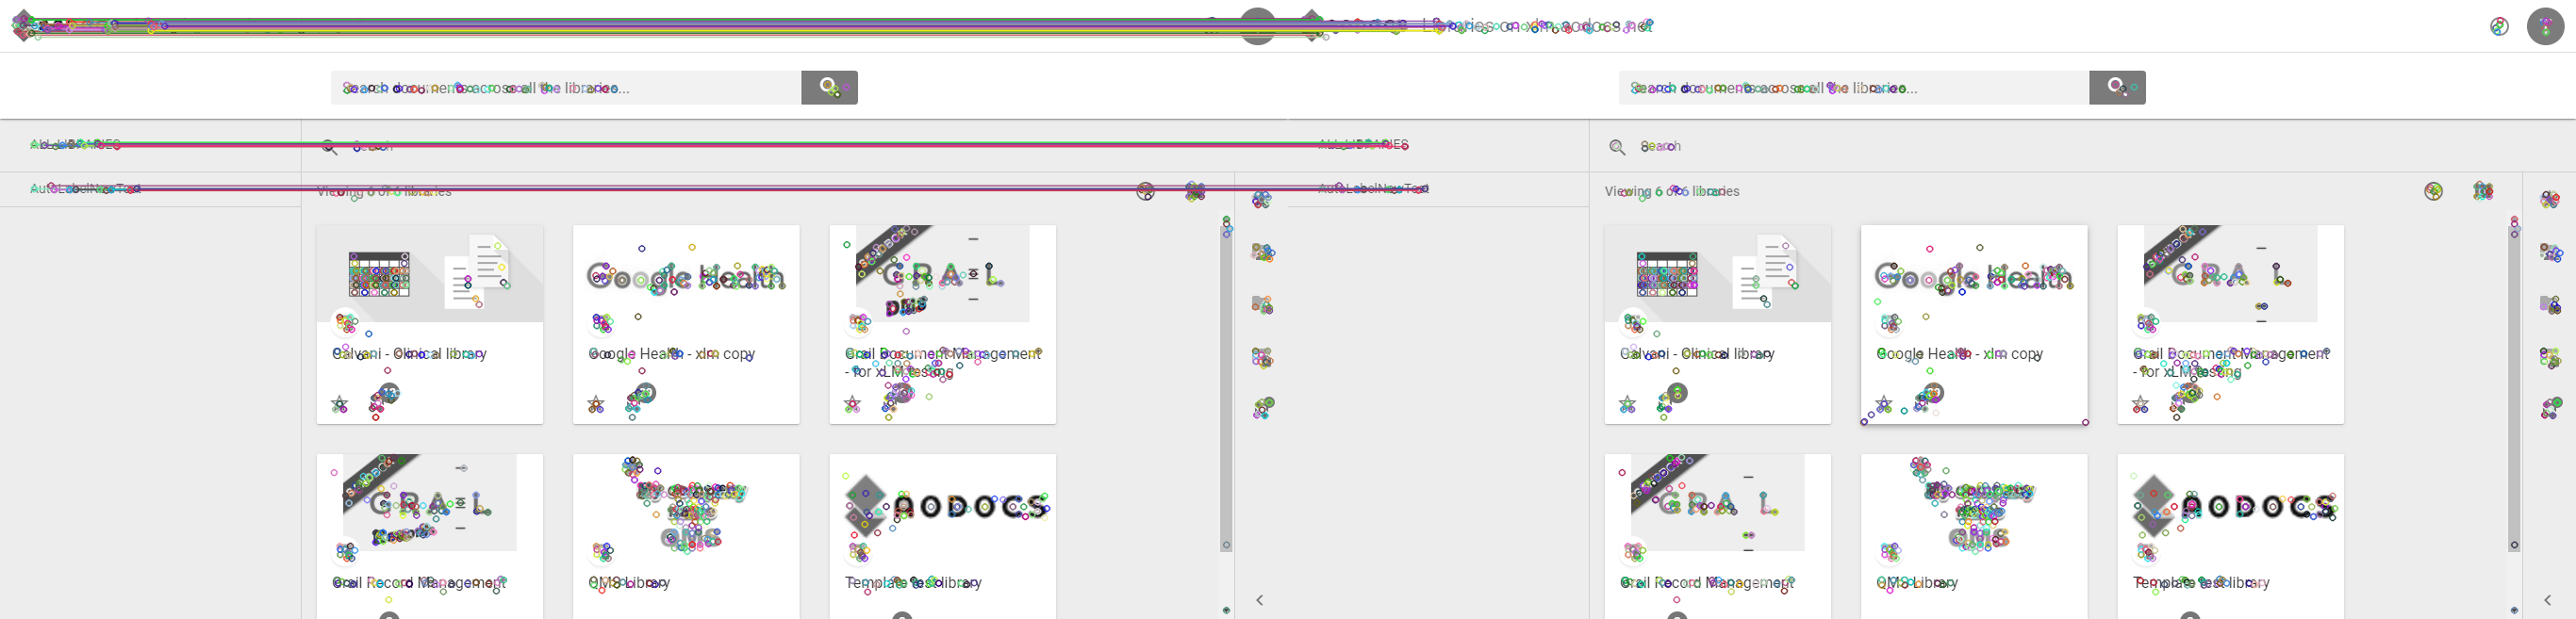 Libraries on xlm.aodocs.net
Search documents across all the libraries...
Search documents across all the libraries...
ALL LIBRARIES
Search
ALL LIBRARIES
Search
AutoLabelNewTest
Viewing 6 of 6 libraries
AutoLabelNewTest
Viewing 6 of 6 libraries
Google Health
GRAIL
Google Health
GRAIL
Galvani - Clinical library
Google Health - xlm copy
Grail Document Management
- for xLM testing
Galvani - Clinical library
Google Health - xlm copy
Grail Document Management
- for xLM testing
GRAIL
QMS
AODOCS
GRAIL
QMS
AODOCS
Grail Record Management
QMS Library
Template test library
Grail Record Management
QMS Library
Template test library